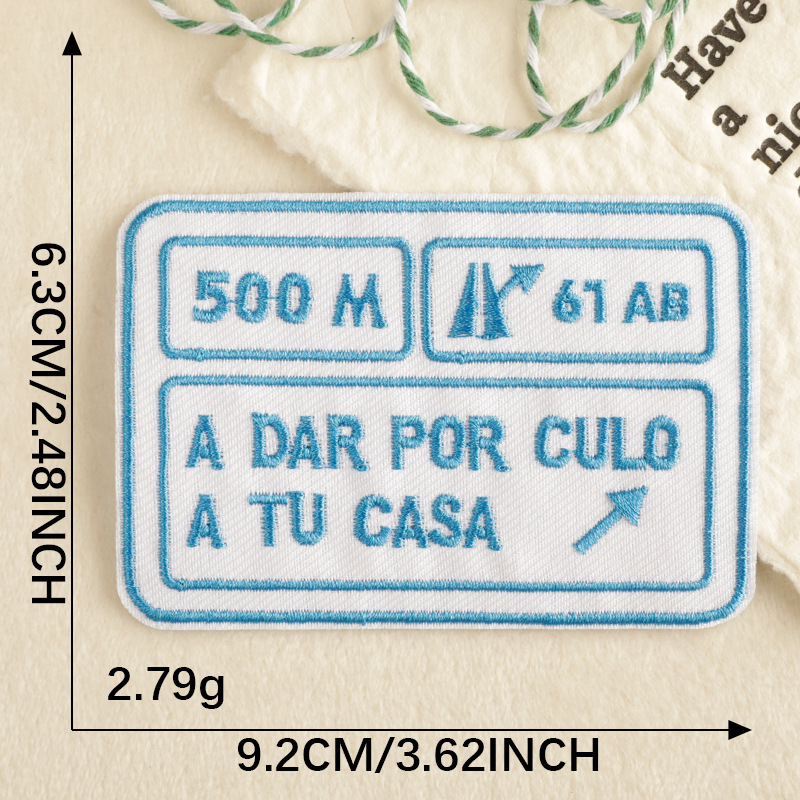 Have
a
6.3CM/2.48INCH
500 M
61 AB
A DAR POR CULO
A TU CASA
2.79g
9.2CM/3.62INCH